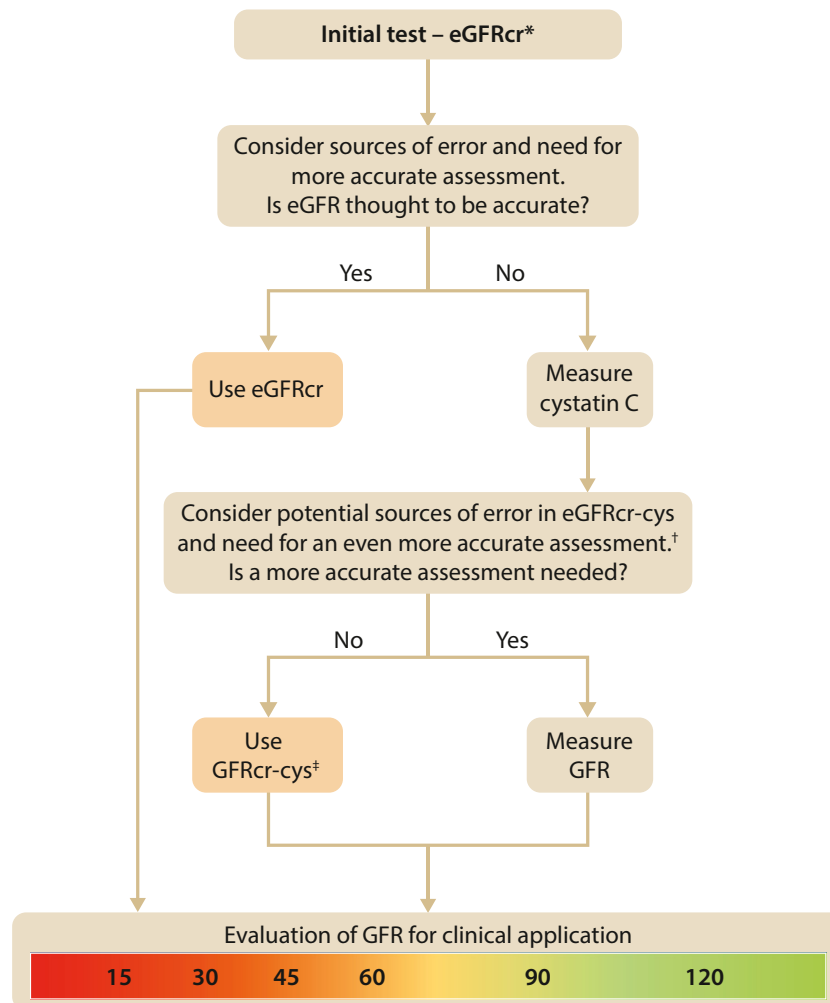 Initial test – eGFRcr*
Consider sources of error and need for
more accurate assessment.
Is eGFR thought to be accurate?
Yes
No
Use eGFRcr
Measure
cystatin C
Consider potential sources of error in eGFRcr-cys
and need for an even more accurate assessment.†
Is a more accurate assessment needed?
No
Yes
Use
GFRcr-cys‡
Measure
GFR
Evaluation of GFR for clinical application
15 30 45 60 90 120